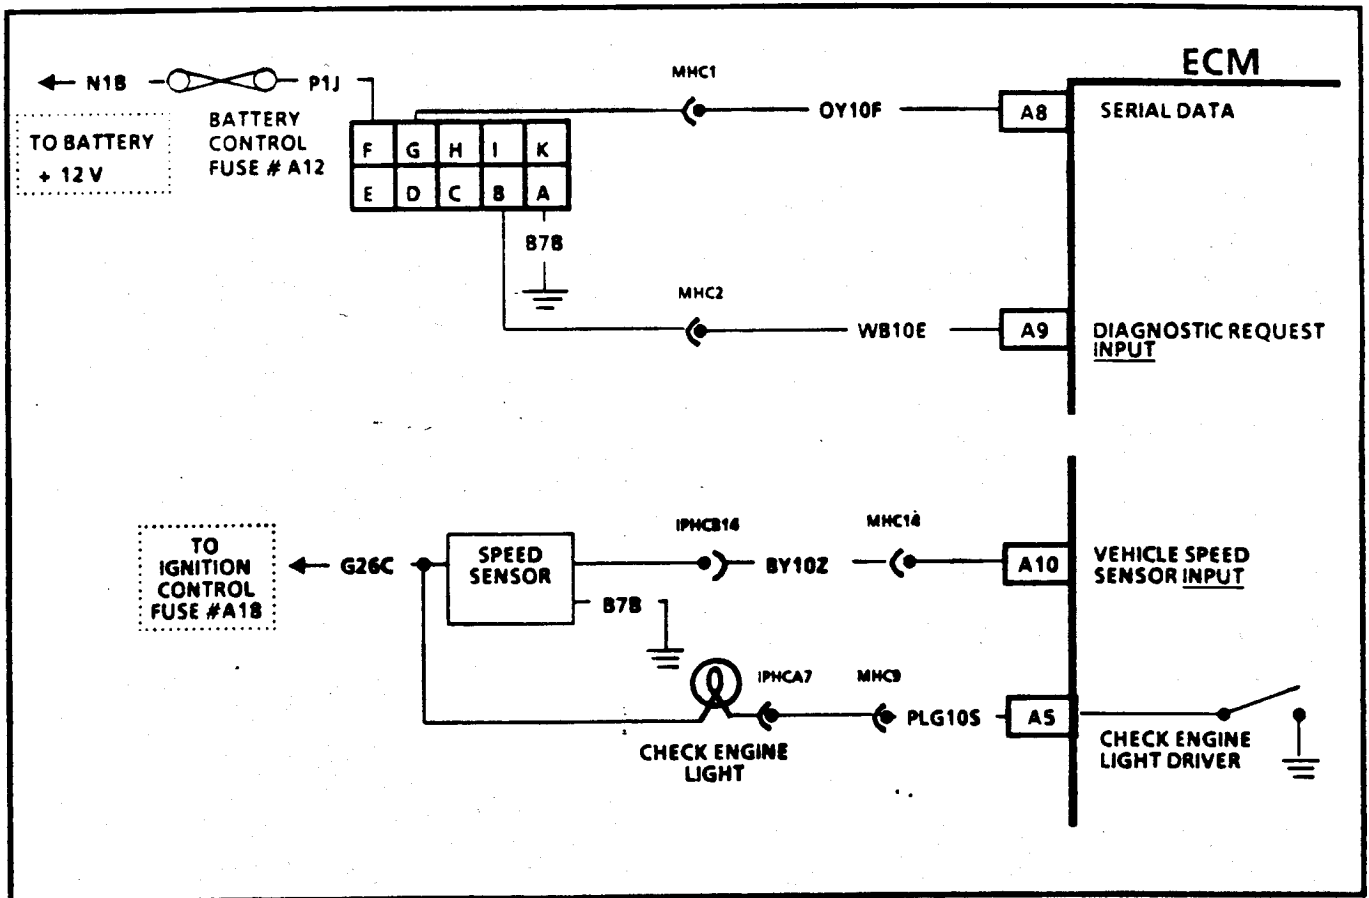 ECM
N1B
P1J
MHC1
OY10F
A8
SERIAL DATA
TO BATTERY
+ 12 V
BATTERY
CONTROL
FUSE # A12
F G H I K
E D C B A
B7B
MHC2
WB10E
A9
DIAGNOSTIC REQUEST
INPUT
TO
IGNITION
CONTROL
FUSE #A18
G26C
SPEED
SENSOR
B7B
IPHCB14
BY10Z
MHC14
A10
VEHICLE SPEED
SENSOR INPUT
CHECK ENGINE
LIGHT
IPHCA7
MHC9
PLG10S
A5
CHECK ENGINE
LIGHT DRIVER